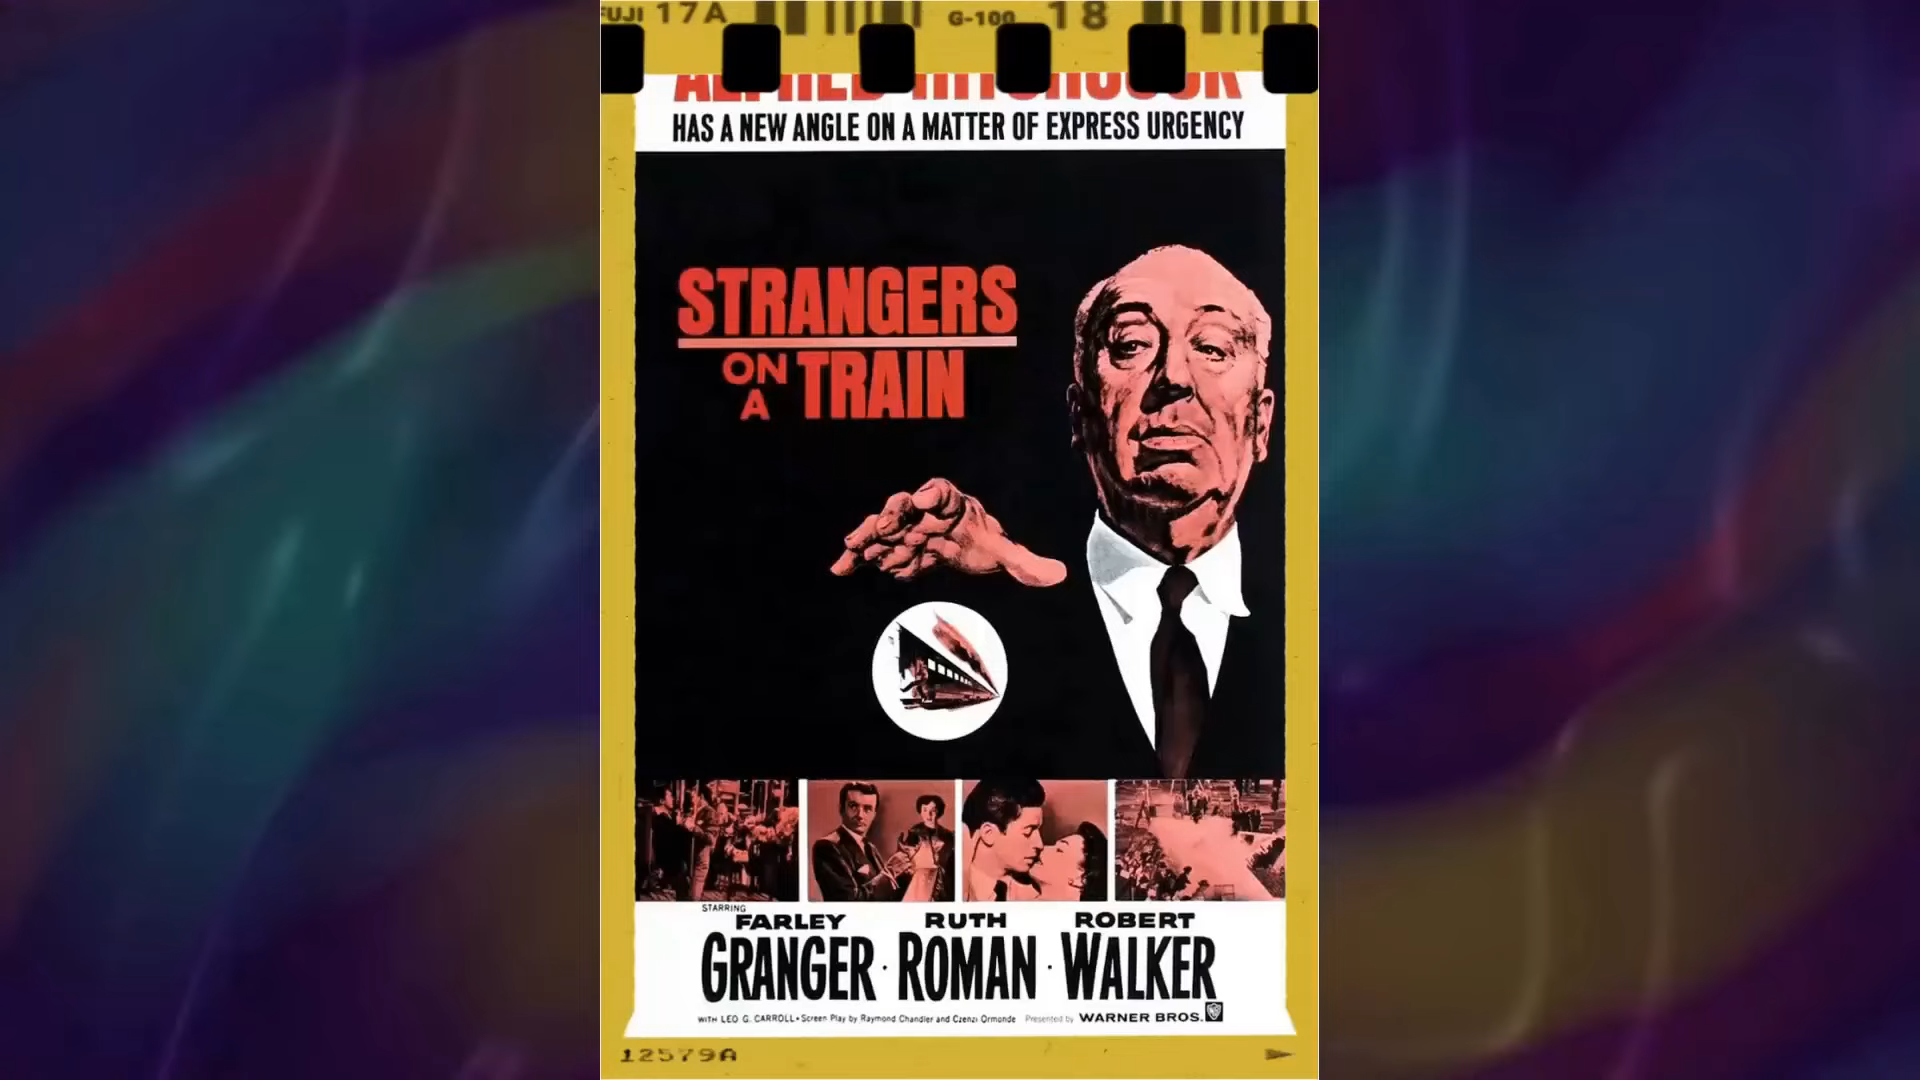 FUJI 17A G-100 18
ALFRED HITCHCOCK
HAS A NEW ANGLE ON A MATTER OF EXPRESS URGENCY
STRANGERS
ON A TRAIN
STARRING
FARLEY GRANGER · RUTH ROMAN · ROBERT WALKER
WITH LEO G. CARROLL • Screen Play by Raymond Chandler and Czenzi Ormonde Presented by WARNER BROS.
12579A